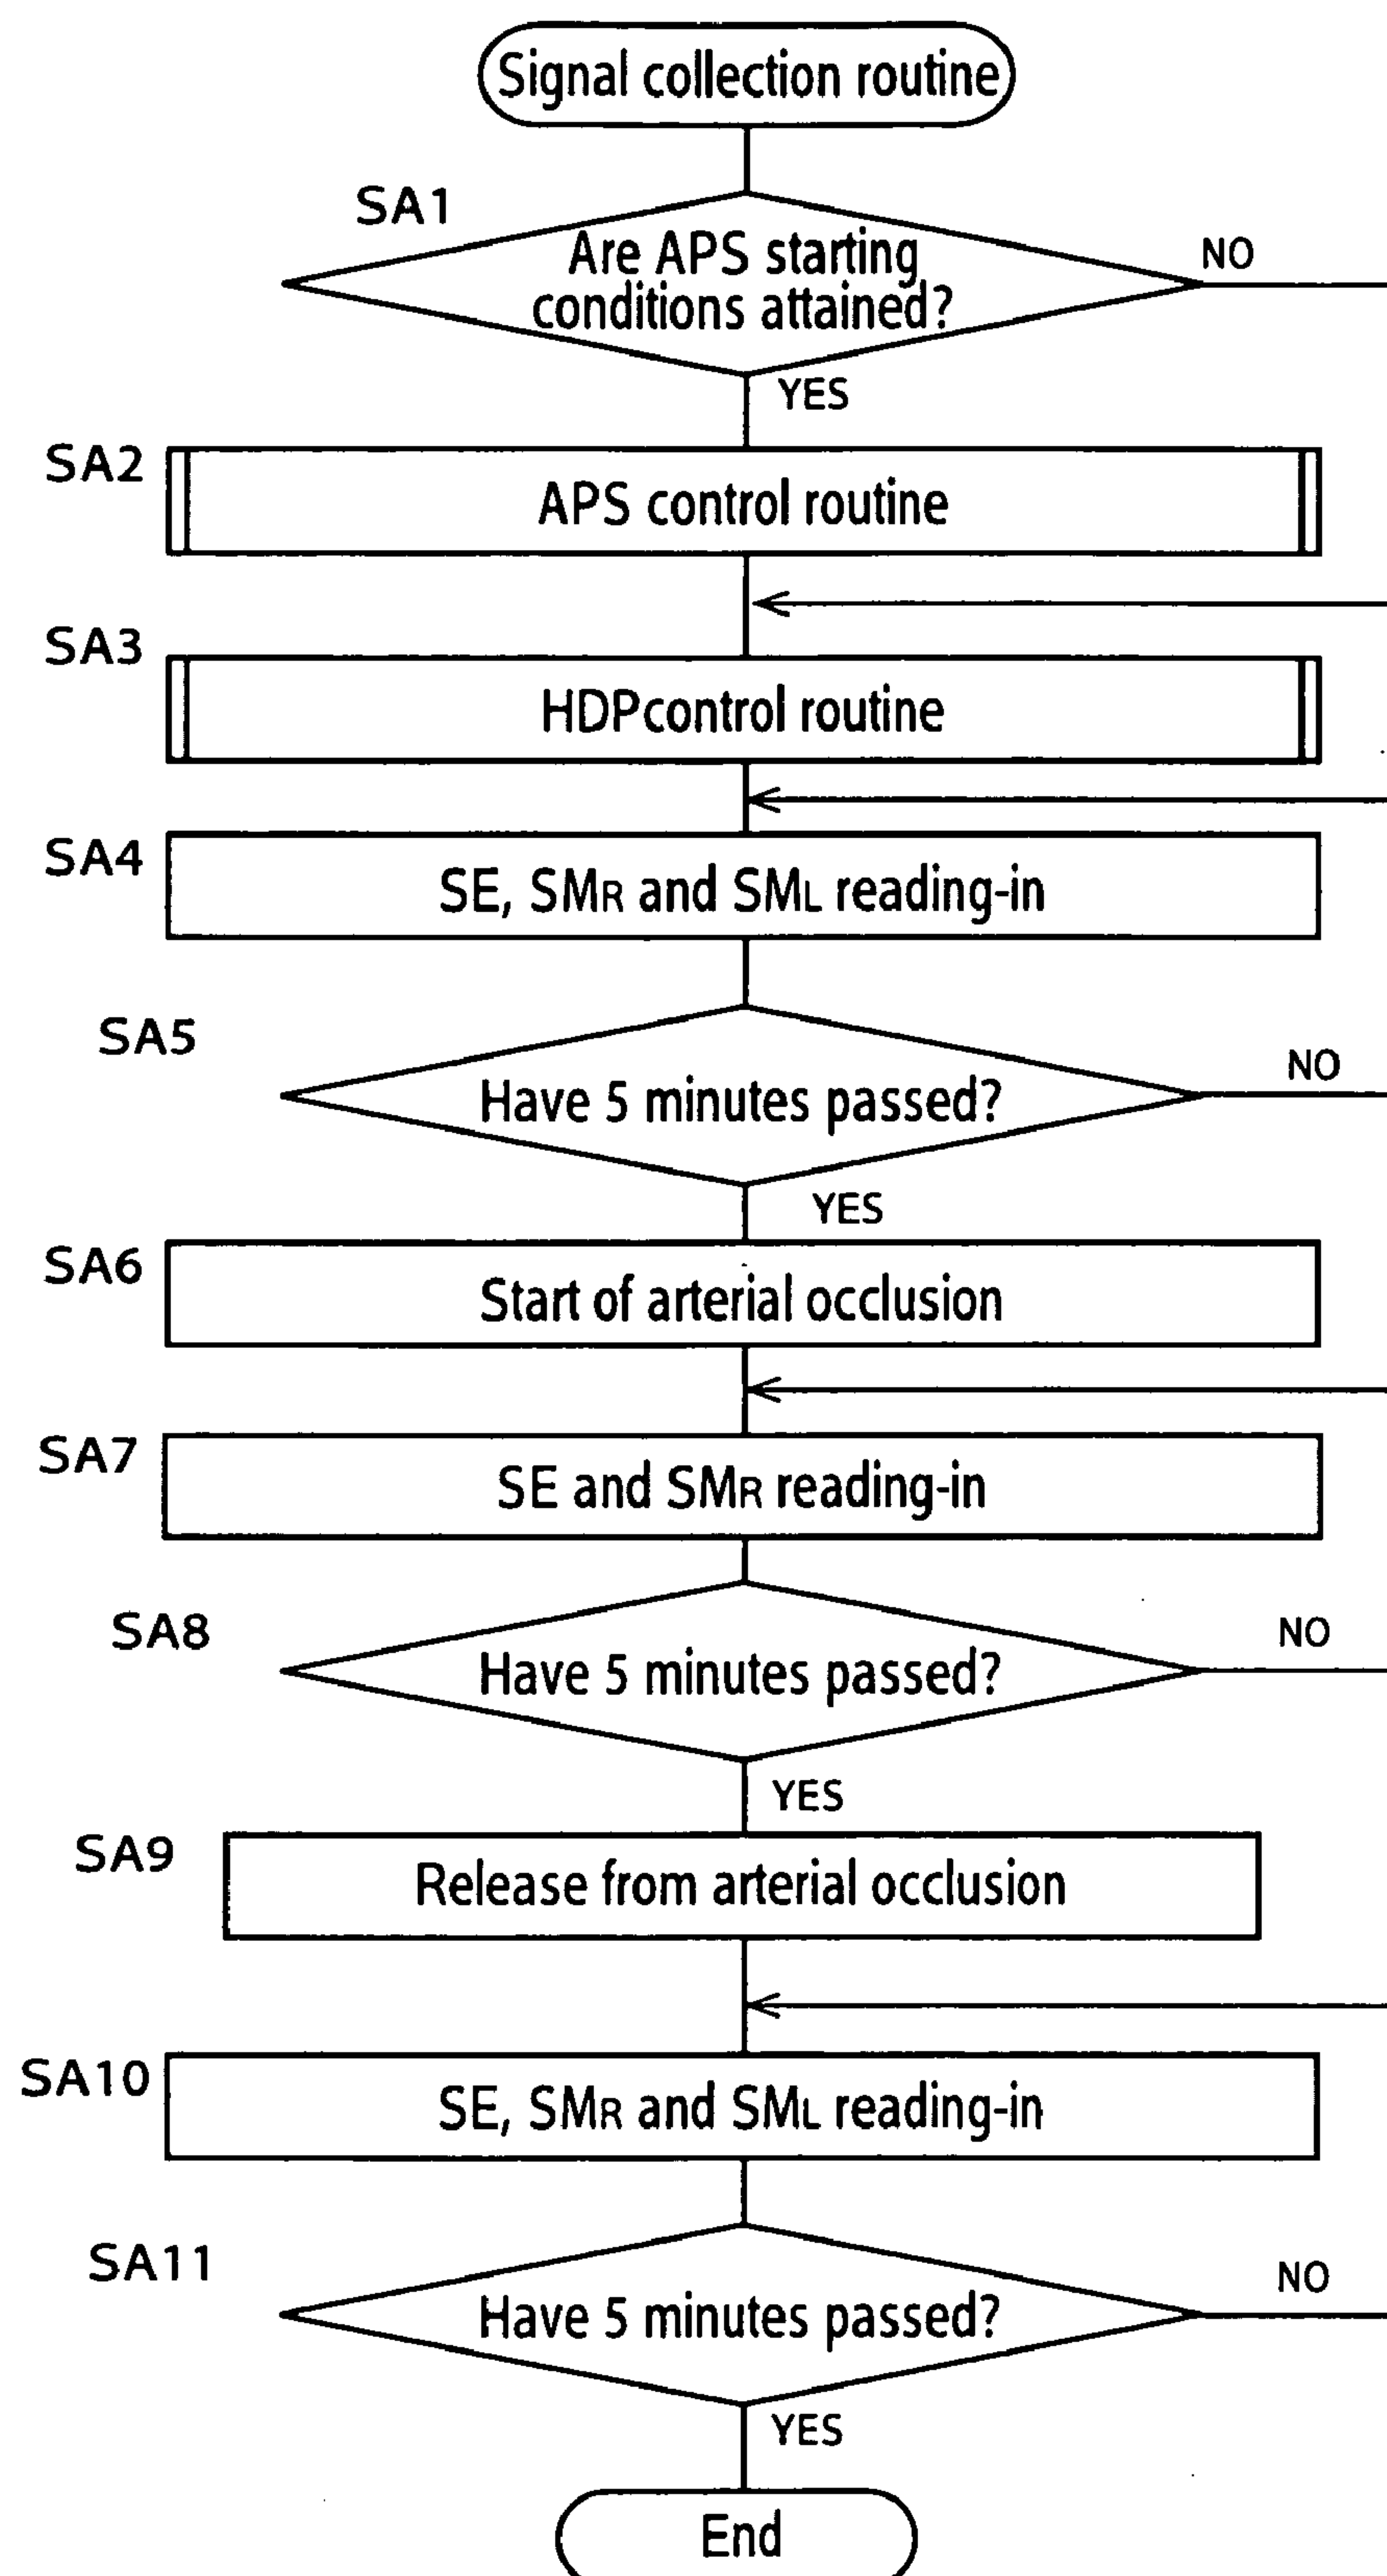 Signal collection routine
SA1
Are APS starting
conditions attained?
NO
YES
SA2
APS control routine
SA3
HDPcontrol routine
SA4
SE, SMR and SML reading-in
SA5
Have 5 minutes passed?
NO
YES
SA6
Start of arterial occlusion
SA7
SE and SMR reading-in
SA8
Have 5 minutes passed?
NO
YES
SA9
Release from arterial occlusion
SA10
SE, SMR and SML reading-in
SA11
Have 5 minutes passed?
NO
YES
End